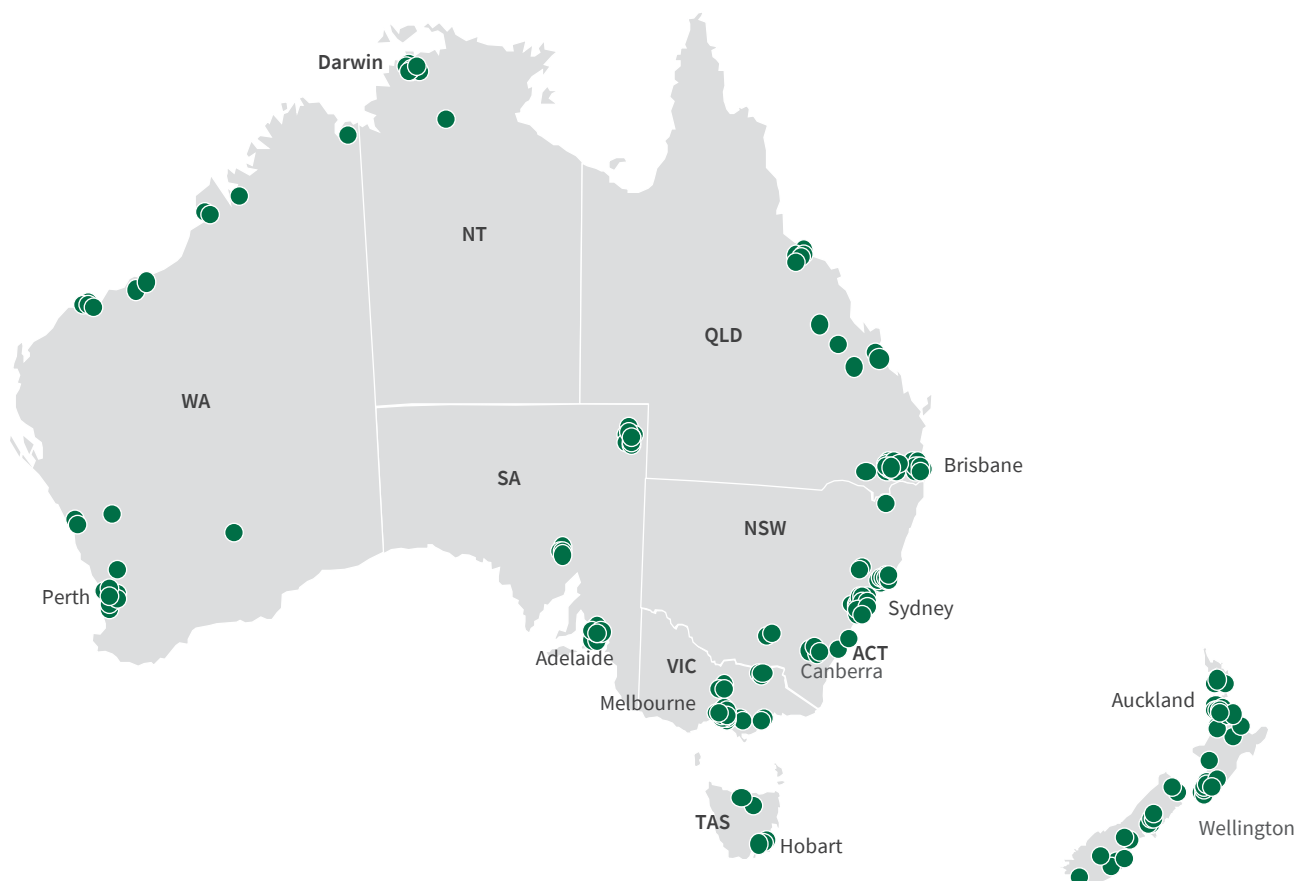 Darwin
NT
QLD
WA
Brisbane
SA
NSW
Perth
Sydney
Adelaide
ACT
VIC
Canberra
Melbourne
Auckland
TAS
Wellington
Hobart